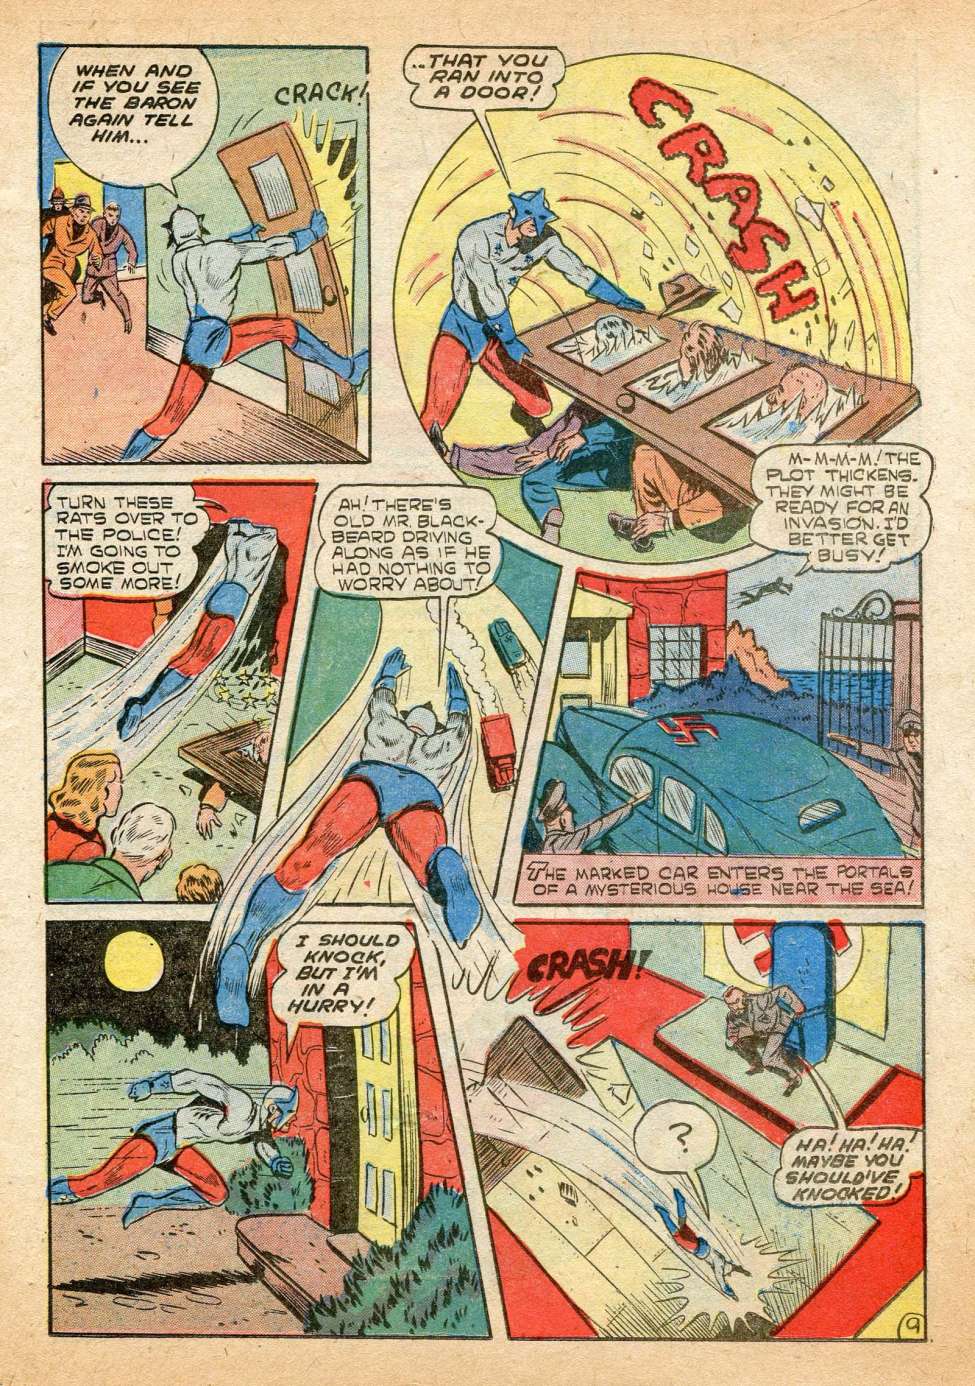 WHEN AND
IF YOU SEE
THE BARON
AGAIN TELL
HIM...
CRACK!
..THAT YOU
RAN INTO
A DOOR!
CRASH
TURN THESE
RATS OVER TO
THE POLICE!
I'M GOING TO
SMOKE OUT
SOME MORE!
AH! THERE'S
OLD MR. BLACK-
BEARD DRIVING
ALONG AS IF HE
HAD NOTHING TO
WORRY ABOUT!
M-M-M-M! THE
PLOT THICKENS.
THEY MIGHT BE
READY FOR AN
INVASION. I'D
BETTER GET
BUSY!
THE MARKED CAR ENTERS THE PORTALS
OF A MYSTERIOUS HOUSE NEAR THE SEA!
I SHOULD
KNOCK,
BUT I'M
IN A
HURRY!
CRASH!
?
HA! HA! HA!
MAYBE YOU
SHOULD'VE
KNOCKED!
9